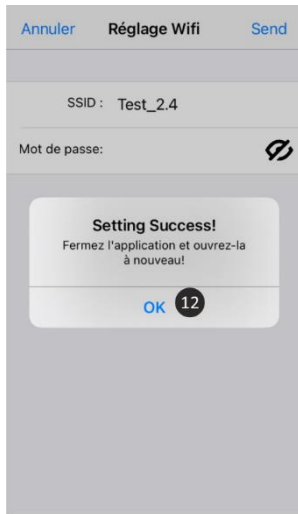 Annuler Réglage Wifi Send
SSID : Test_2.4
Mot de passe:
Setting Success!
Fermez l'application et ouvrez-la
à nouveau!
OK 12